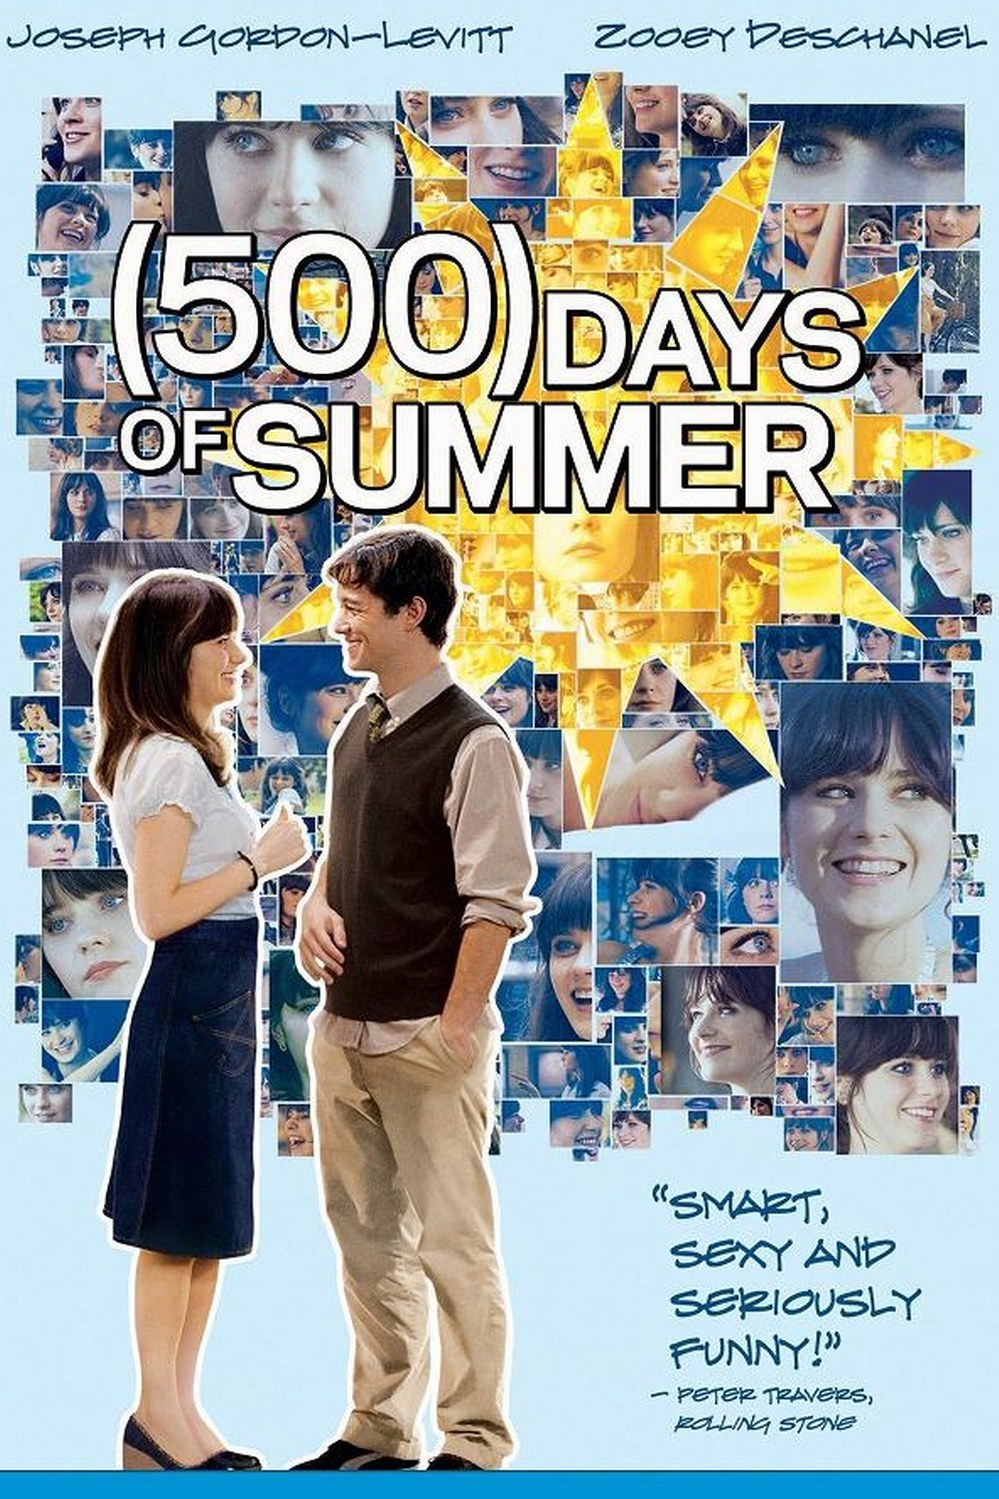 JOSEPH GORDON-LEVITT ZOOEY DESCHANEL
(500) DAYS
OF SUMMER
"SMART,
SEXY AND
SERIOUSLY
FUNNY!"
- PETER TRAVERS,
ROLLING STONE